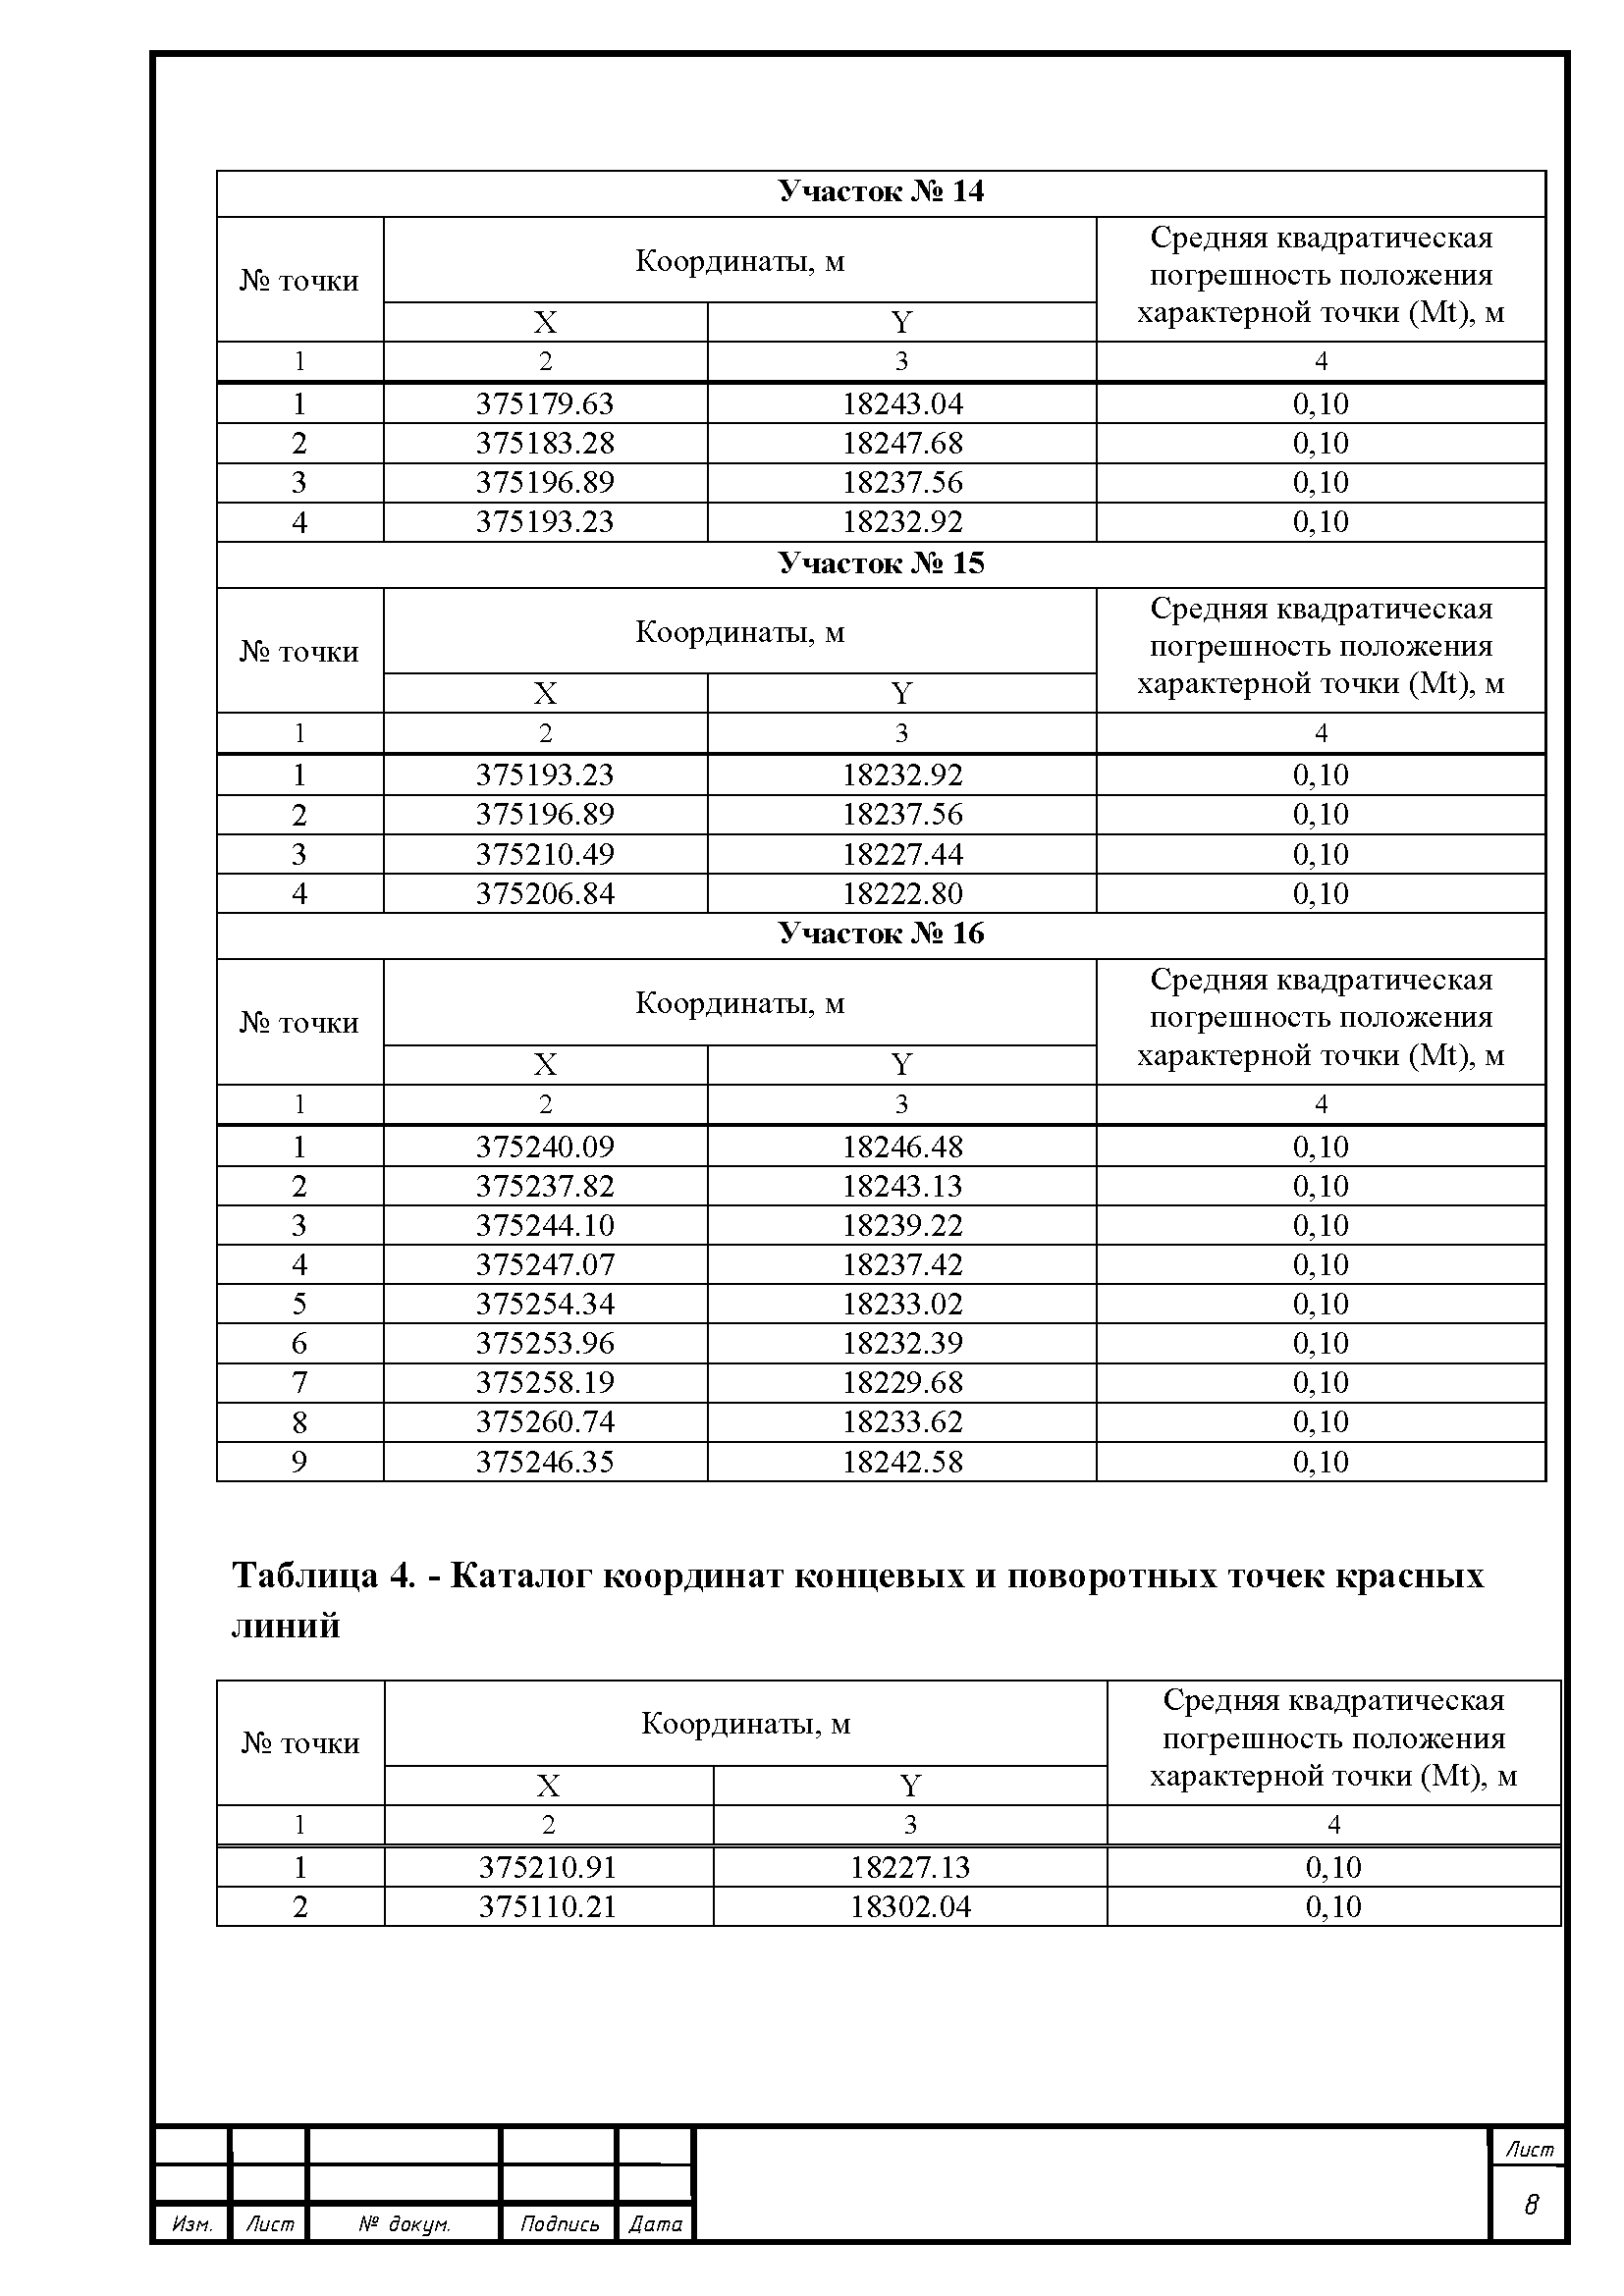 Участок № 14
№ точки Координаты, м Средняя квадратическая
погрешность положения
характерной точки (Mt), м
X Y
1 2 3 4
1 375179.63 18243.04 0,10
2 375183.28 18247.68 0,10
3 375196.89 18237.56 0,10
4 375193.23 18232.92 0,10
Участок № 15
№ точки Координаты, м Средняя квадратическая
погрешность положения
характерной точки (Mt), м
X Y
1 2 3 4
1 375193.23 18232.92 0,10
2 375196.89 18237.56 0,10
3 375210.49 18227.44 0,10
4 375206.84 18222.80 0,10
Участок № 16
№ точки Координаты, м Средняя квадратическая
погрешность положения
характерной точки (Mt), м
X Y
1 2 3 4
1 375240.09 18246.48 0,10
2 375237.82 18243.13 0,10
3 375244.10 18239.22 0,10
4 375247.07 18237.42 0,10
5 375254.34 18233.02 0,10
6 375253.96 18232.39 0,10
7 375258.19 18229.68 0,10
8 375260.74 18233.62 0,10
9 375246.35 18242.58 0,10
Таблица 4. - Каталог координат концевых и поворотных точек красных
линий
№ точки Координаты, м Средняя квадратическая
погрешность положения
характерной точки (Mt), м
X Y
1 2 3 4
1 375210.91 18227.13 0,10
2 375110.21 18302.04 0,10
Лист
8
Изм. Лист № докум. Подпись Дата